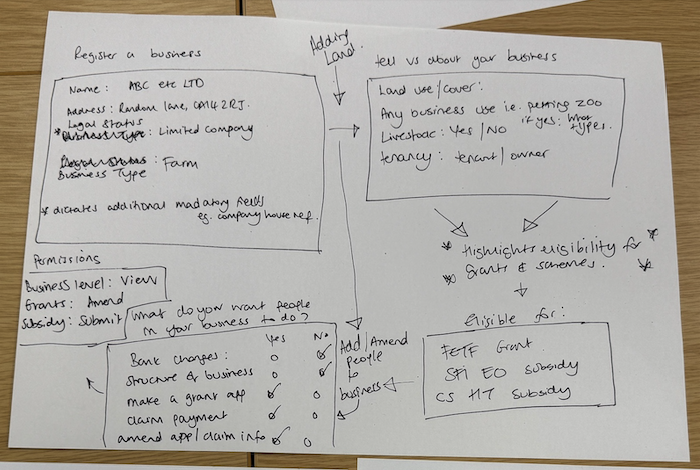 Register a business
Name: ABC etc LTD
Address: Random lane, CA14 2RJ.
Legal Status
* Business Type: Limited company
Legal Status: Farm
Business Type
* dictates additional madatory fields
eg. company house ref.
Adding
Land.
tell us about your business
Land use/cover:
Any business use i.e. petting zoo
if yes: what
types.
Livestock: Yes/No
tenancy: tenant/owner
* Highlights eligibility for *
* Grants & schemes. *
Eligible for:
FETF Grant
SFI EO Subsidy
CS HT Subsidy
Add/Amend
people
to
business
Permissions
Business level: View
Grants: Amend
Subsidy: Submit
What do you want people
in your business to do?
Yes No
Bank changes:
Structure of business
make a grant app
claim payment
amend app/claim info